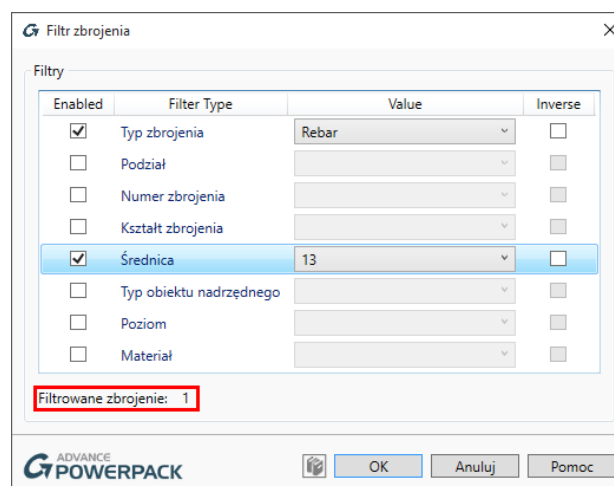 Filtr zbrojenia
Filtry
Enabled Filter Type Value Inverse
Typ zbrojenia Rebar
Podział
Numer zbrojenia
Kształt zbrojenia
Średnica 13
Typ obiektu nadrzędnego
Poziom
Materiał
Filtrowane zbrojenie: 1
ADVANCE
POWERPACK
OK Anuluj Pomoc